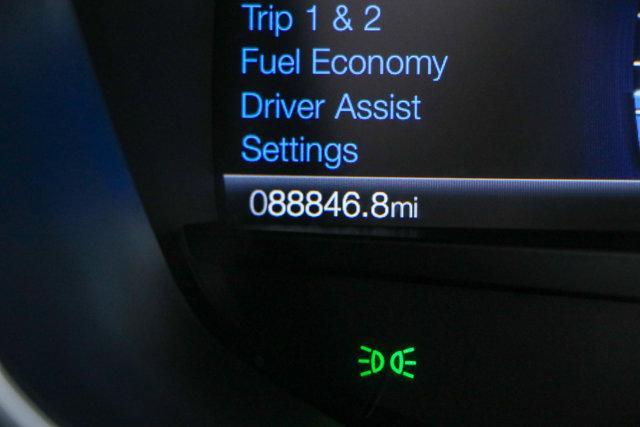 Trip 1 & 2
Fuel Economy
Driver Assist
Settings
088846.8mi